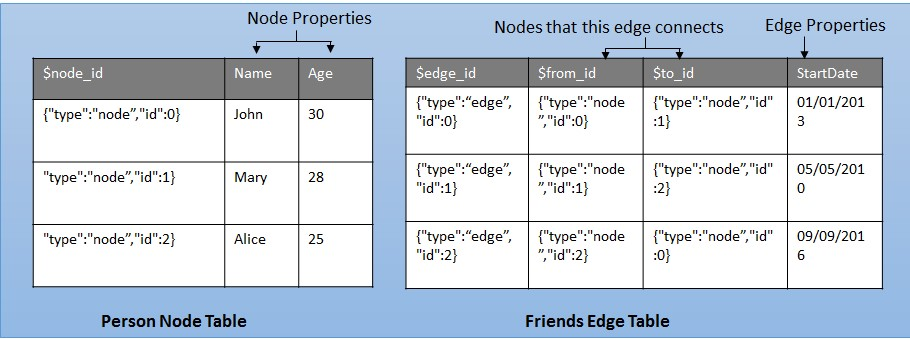 Node Properties
Nodes that this edge connects
Edge Properties
$node_id Name Age
{"type":"node”,"id":0} John 30
"type":"node”,"id":1} Mary 28
"type":"node”,"id":2} Alice 25
Person Node Table
$edge_id $from_id $to_id StartDate
{"type":“edge”, {"type":"node {"type":"node”,"id" 01/01/201
"id":0} ”,"id":0} :1} 3
{"type":“edge”, {"type":"node {"type":"node”,"id" 05/05/201
"id":1} ”,"id":1} :2} 0
{"type":“edge”, {"type":"node {"type":"node”,"id" 09/09/201
"id":2} ”,"id":2} :0} 6
Friends Edge Table